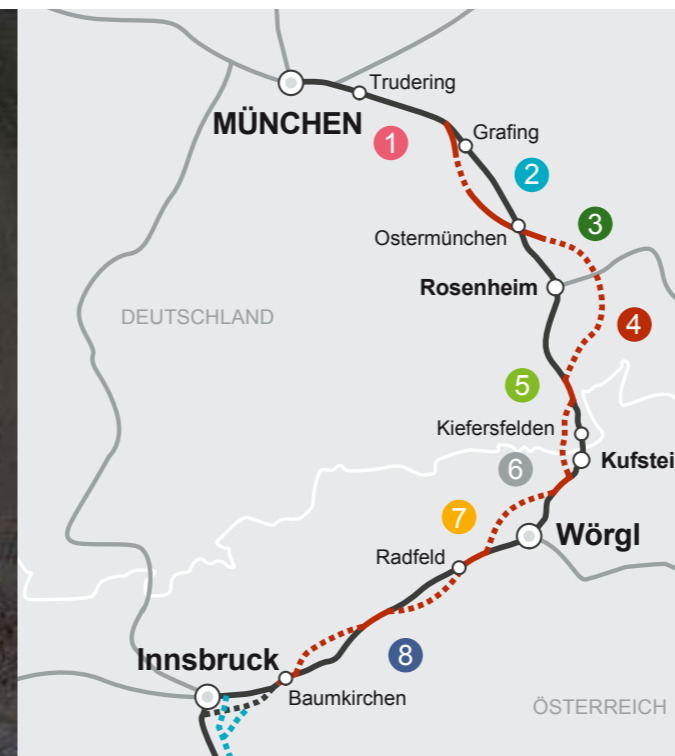 Trudering
MÜNCHEN
1
Grafing
2
3
Ostermünchen
Rosenheim
DEUTSCHLAND
4
5
Kiefersfelden
6
Kufstei
7
Wörgl
Radfeld
8
Innsbruck
Baumkirchen
ÖSTERREICH